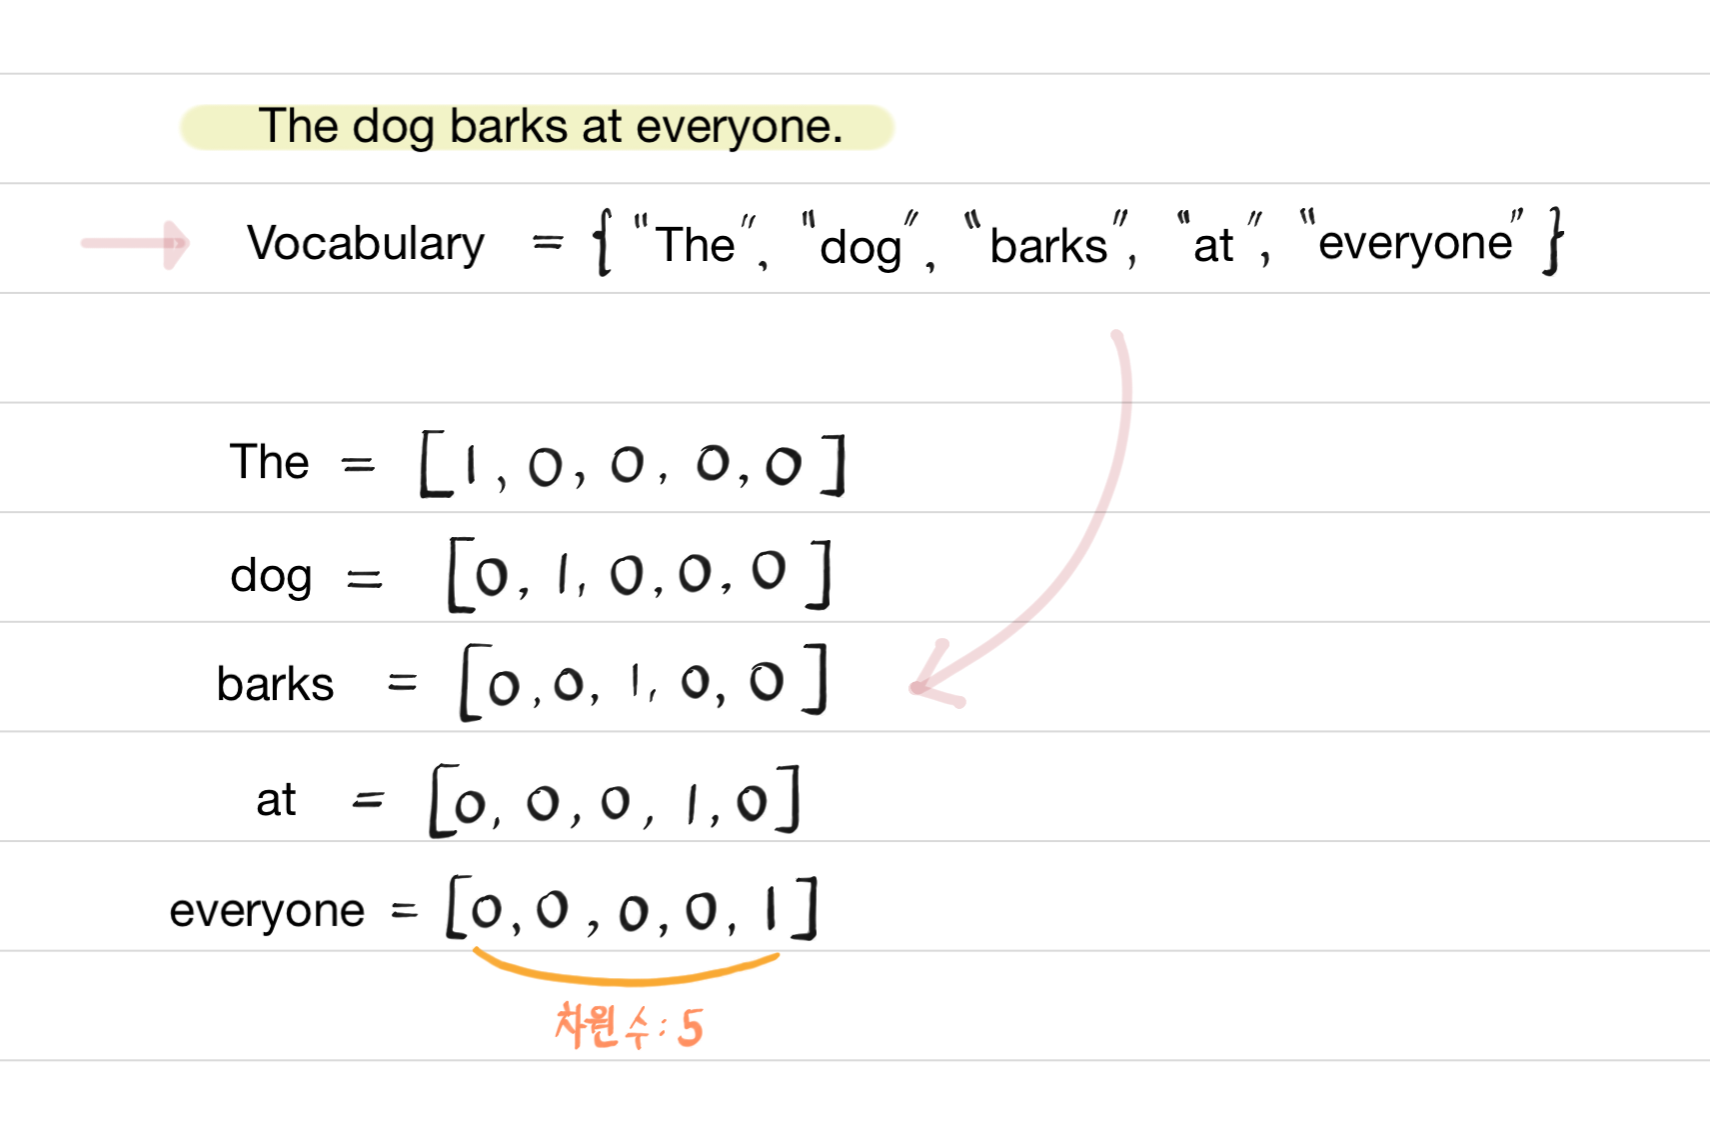 The dog barks at everyone.
Vocabulary = { "The", "dog", "barks", "at", "everyone" }
The = [1, 0, 0, 0, 0]
dog = [0, 1, 0, 0, 0]
barks = [0, 0, 1, 0, 0]
at = [0, 0, 0, 1, 0]
everyone = [0, 0, 0, 0, 1]
차원 수: 5